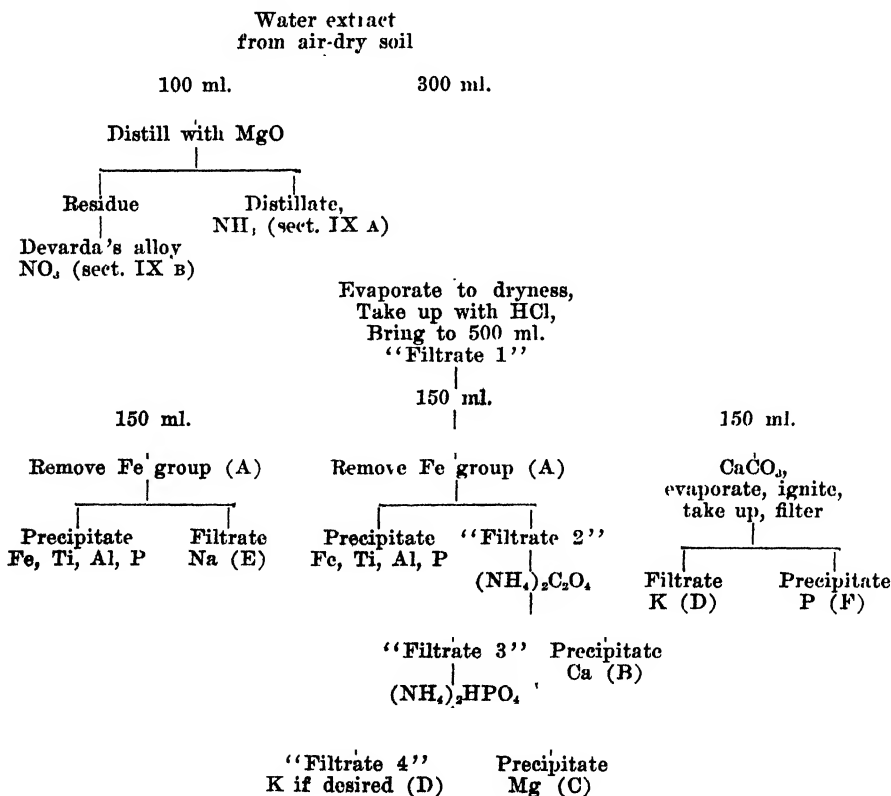 Water extract
from air-dry soil
100 ml. 300 ml.
Distill with MgO
Residue Distillate,
NH₃ (sect. IX A)
Devarda's alloy
NO₃ (sect. IX B)
Evaporate to dryness,
Take up with HCl,
Bring to 500 ml.
"Filtrate 1"
150 ml.
150 ml. 150 ml.
Remove Fe group (A) Remove Fe group (A) CaCO₃,
evaporate, ignite,
take up, filter
Precipitate Filtrate Precipitate "Filtrate 2"
Fe, Ti, Al, P Na (E) Fe, Ti, Al, P
(NH₄)₂C₂O₄ Filtrate Precipitate
K (D) P (F)
"Filtrate 3" Precipitate
Ca (B)
(NH₄)₂HPO₄
"Filtrate 4" Precipitate
K if desired (D) Mg (C)